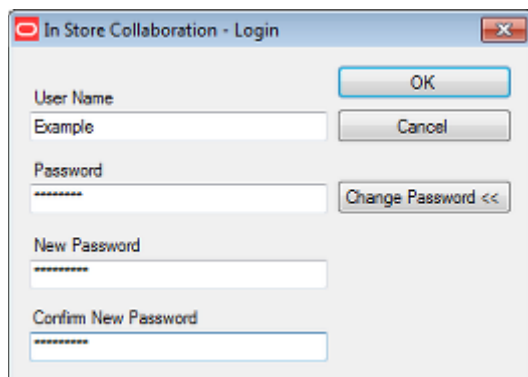 In Store Collaboration - Login
OK
User Name
Example
Cancel
Password
********
Change Password <<
New Password
*********
Confirm New Password
*********